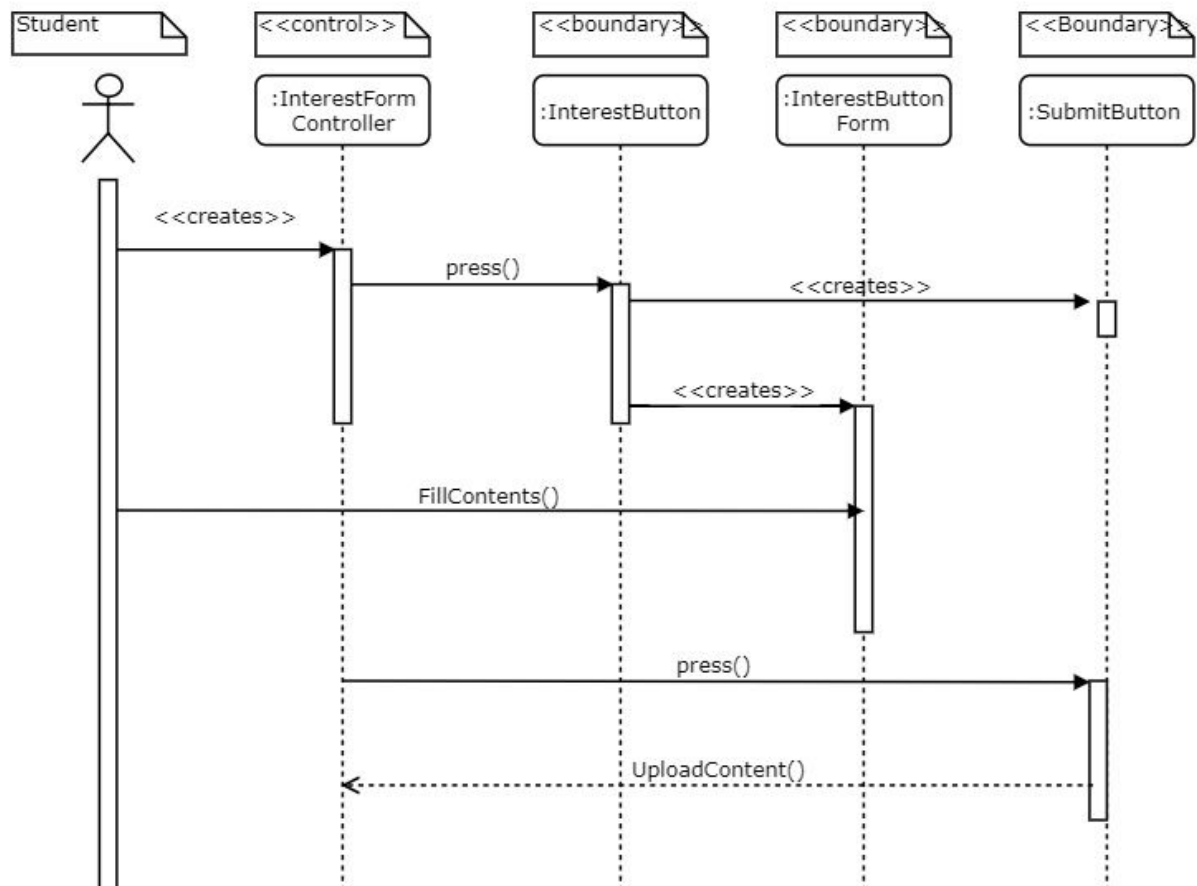 Student
<<control>>
<<boundary>>
<<boundary>>
<<Boundary>>
:InterestForm
Controller
:InterestButton
:InterestButton
Form
:SubmitButton
<<creates>>
press()
<<creates>>
<<creates>>
FillContents()
press()
UploadContent()